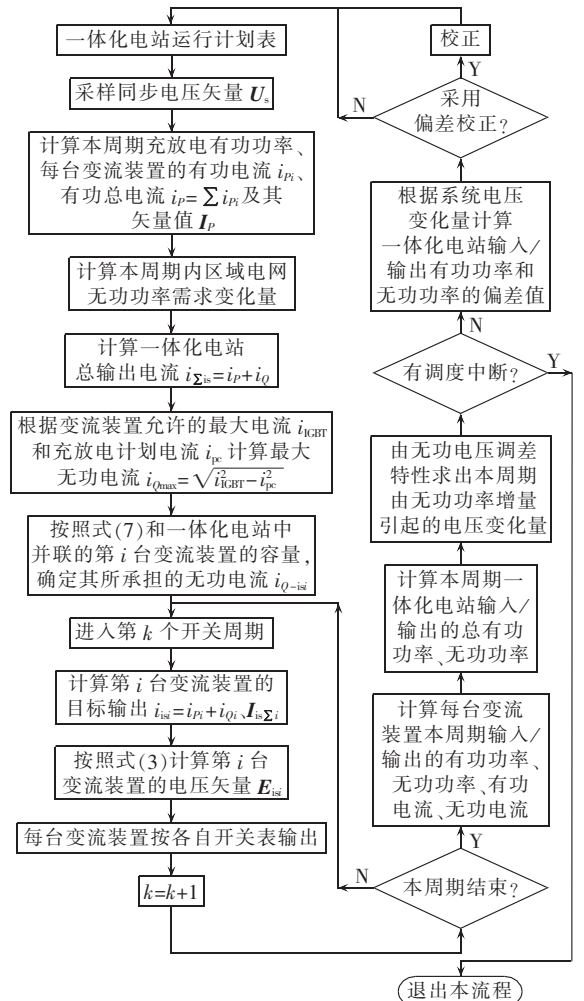 一体化电站运行计划表
采样同步电压矢量 Us
计算本周期充放电有功功率、
每台变流装置的有功电流 iPi、
有功总电流 iP=∑iPi及其
矢量值 IP
计算本周期内区域电网
无功功率需求变化量
计算一体化电站
总输出电流 iΣis=iP+iQ
根据变流装置允许的最大电流 iIGBT
和充放电计划电流 ipc 计算最大
无功电流 iQmax=√(i²IGBT−i²pc)
按照式(7)和一体化电站中
并联的第 i 台变流装置的容量,
确定其所承担的无功电流 iQ-isi
进入第 k 个开关周期
计算第 i 台变流装置的
目标输出 iisi=iPi+iQi、IisΣi
按照式(3)计算第 i 台
变流装置的电压矢量 Eisi
每台变流装置按各自开关表输出
k=k+1
本周期结束?
N
Y
计算每台变流
装置本周期输入/
输出的有功功率、
无功功率、有功
电流、无功电流
计算本周期一
体化电站输入/
输出的总有功
功率、无功功率
由无功电压调差
特性求出本周期
由无功功率增量
引起的电压变化量
有调度中断?
N
Y
根据系统电压
变化量计算
一体化电站输入/
输出有功功率和
无功功率的偏差值
采用
偏差校正?
N
Y
校正
退出本流程